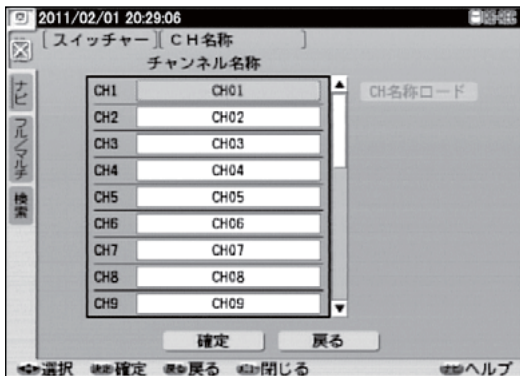 2011/02/01 20:29:06
[スイッチャー][CH名称]
チャンネル名称
CH1 CH01
CH2 CH02
CH3 CH03
CH4 CH04
CH5 CH05
CH6 CH06
CH7 CH07
CH8 CH08
CH9 CH09
CH名称ロード
ナビ
フル/マルチ
検索
確定 戻る
選択 確定 戻る 閉じる ヘルプ